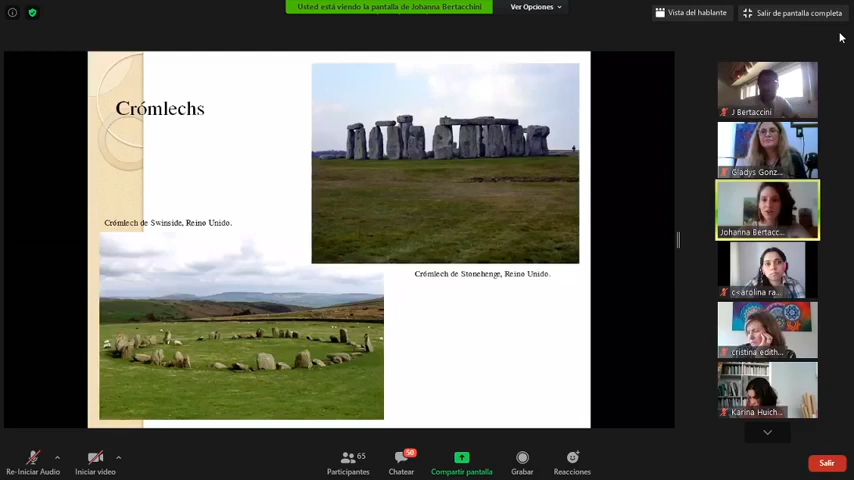 Usted está viendo la pantalla de Johanna Bertacchini
Ver Opciones
Vista del hablante
Salir de pantalla completa
Crómlechs
Crómlech de Swinside, Reino Unido.
Crómlech de Stonehenge, Reino Unido.
J Bertaccini
Gladys Gonz...
Johanna Bertacc...
carolina ra...
cristina edith...
Karina Huich...
Re-Iniciar Audio
Iniciar video
65
Participantes
50
Chatear
Compartir pantalla
Grabar
Reacciones
Salir